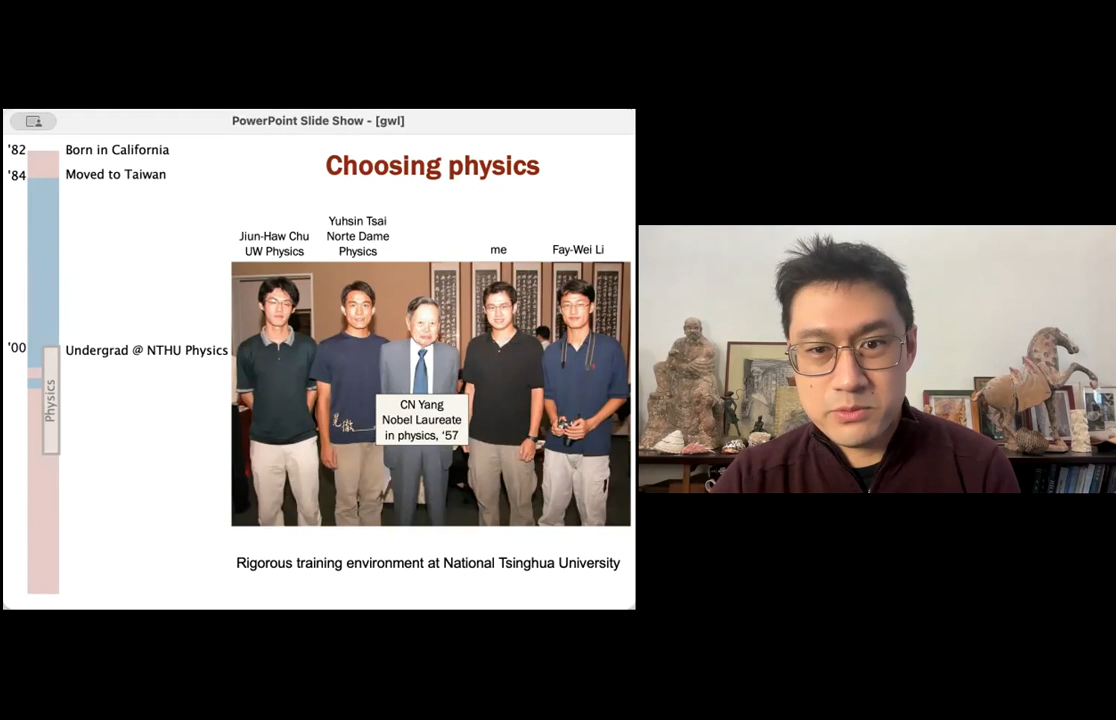 PowerPoint Slide Show - [gwl]
'82 Born in California
'84 Moved to Taiwan
Choosing physics
Jiun-Haw Chu
UW Physics
Yuhsin Tsai
Norte Dame
Physics
me
Fay-Wei Li
'00 Undergrad @ NTHU Physics
Physics
CN Yang
Nobel Laureate
in physics, ‘57
Rigorous training environment at National Tsinghua University